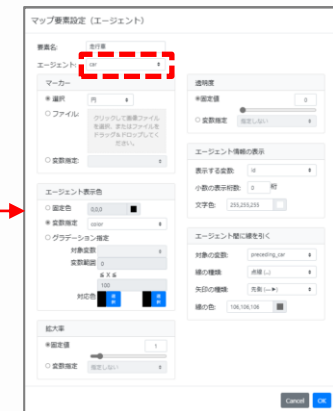 マップ要素設定（エージェント）
要素名: 走行車
エージェント: car
マーカー
選択 円
ファイル: クリックして画像ファイル
を選択、またはファイルを
ドラッグ&ドロップしてく
ださい。
変数指定:
エージェント表示色
固定色 0,0,0
変数指定 color
グラデーション指定
対象変数
変数範囲 0
≦ X ≦
100
対応色 選択 選択
拡大率
固定値 1
変数指定 指定しない
透明度
固定値 0
変数指定 指定しない
エージェント情報の表示
表示する変数: id
小数の表示桁数: 0 桁
文字色: 255,255,255
エージェント間に線を引く
対象の変数: preceding_car
線の種類: 点線 (...)
矢印の種類: 先剣 (―►)
線の色: 106,106,106
Cancel OK